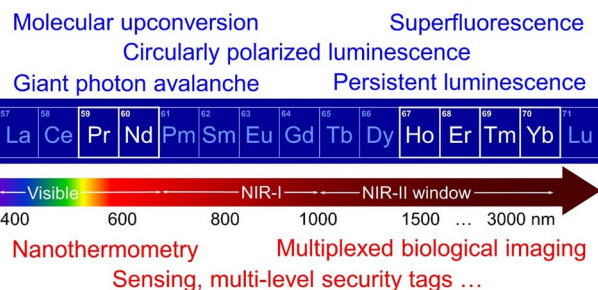 Molecular upconversion Superfluorescence
Circularly polarized luminescence
Giant photon avalanche Persistent luminescence
57 58 59 60 61 62 63 64 65 66 67 68 69 70 71
La Ce Pr Nd Pm Sm Eu Gd Tb Dy Ho Er Tm Yb Lu
Visible NIR-I NIR-II window
400 600 800 1000 1500 ... 3000 nm
Nanothermometry Multiplexed biological imaging
Sensing, multi-level security tags ...